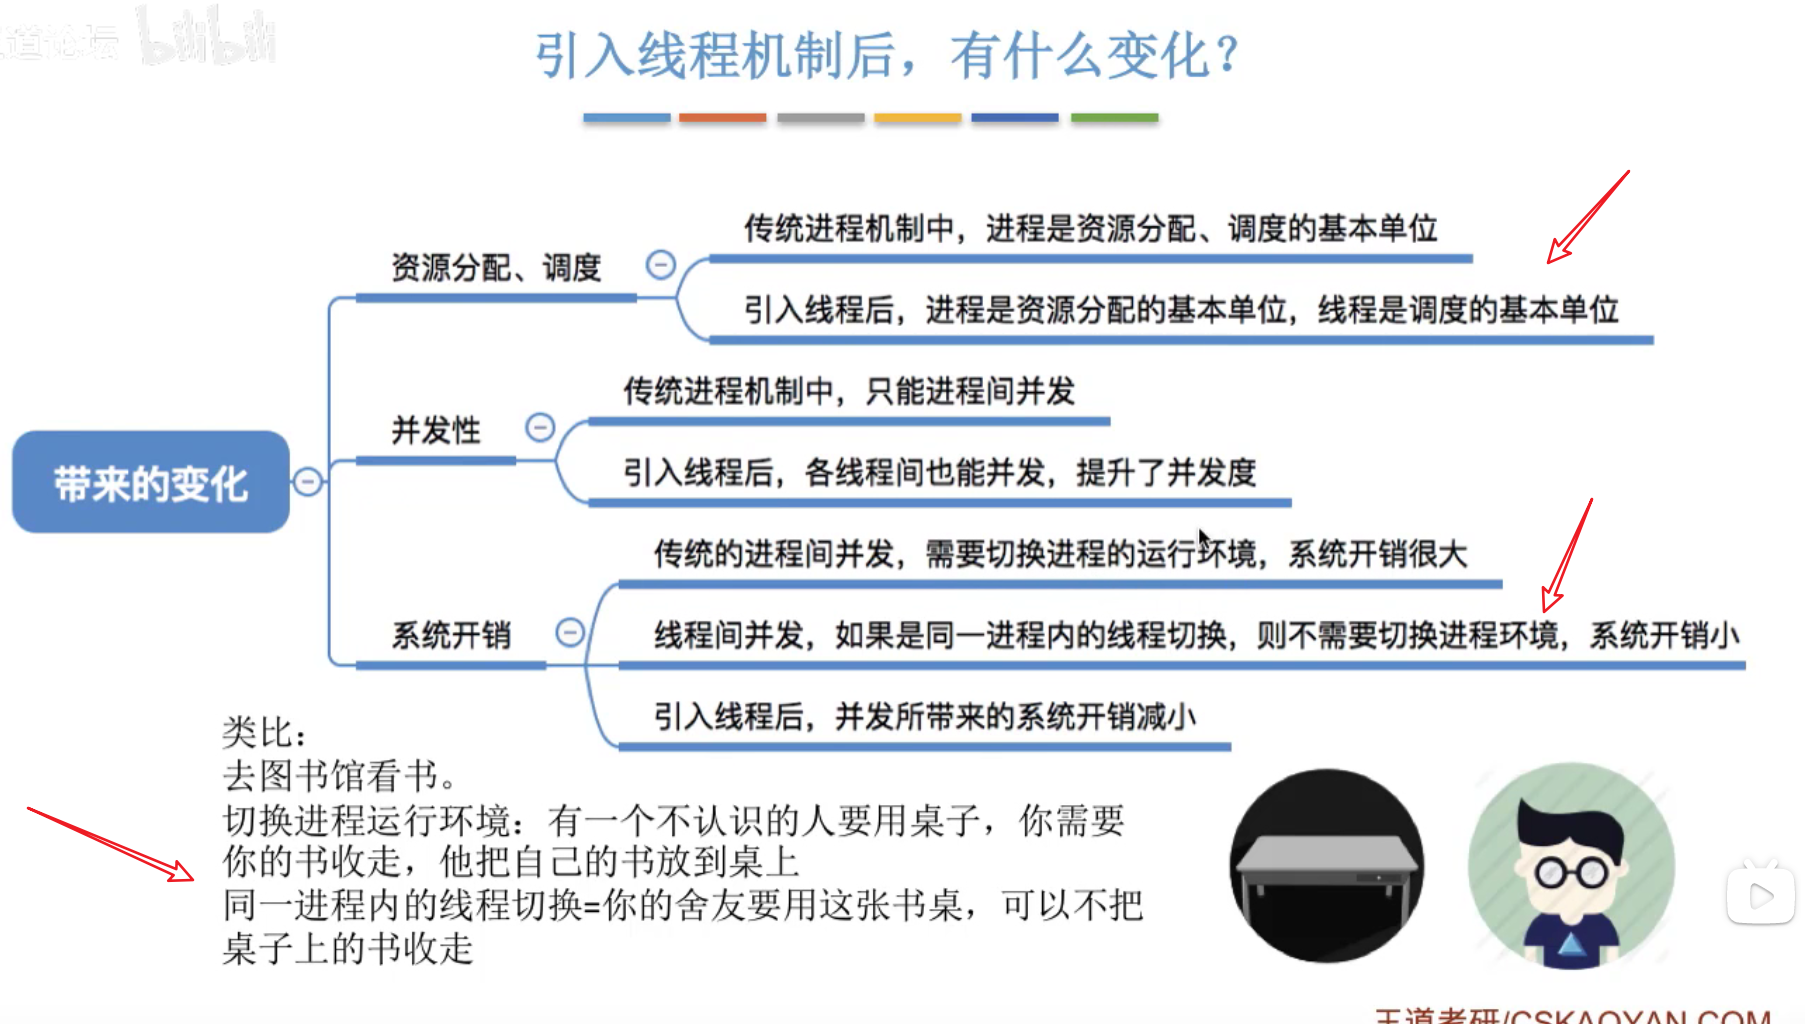 道论坛 bilibili
引入线程机制后，有什么变化？
带来的变化
资源分配、调度
传统进程机制中，进程是资源分配、调度的基本单位
引入线程后，进程是资源分配的基本单位，线程是调度的基本单位
并发性
传统进程机制中，只能进程间并发
引入线程后，各线程间也能并发，提升了并发度
系统开销
传统的进程间并发，需要切换进程的运行环境，系统开销很大
线程间并发，如果是同一进程内的线程切换，则不需要切换进程环境，系统开销小
引入线程后，并发所带来的系统开销减小
类比：
去图书馆看书。
切换进程运行环境：有一个不认识的人要用桌子，你需要
你的书收走，他把自己的书放到桌上
同一进程内的线程切换=你的舍友要用这张书桌，可以不把
桌子上的书收走
王道考研/CSKAOYAN.COM